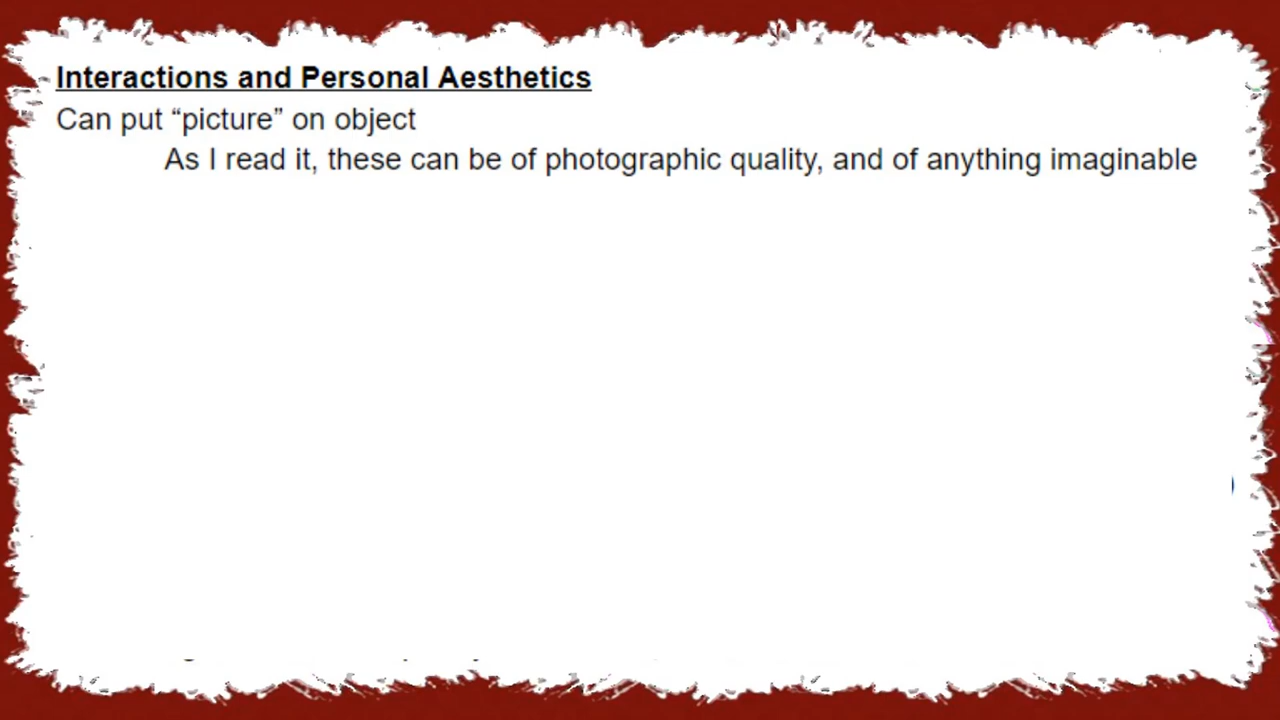 Interactions and Personal Aesthetics
Can put “picture” on object
As I read it, these can be of photographic quality, and of anything imaginable